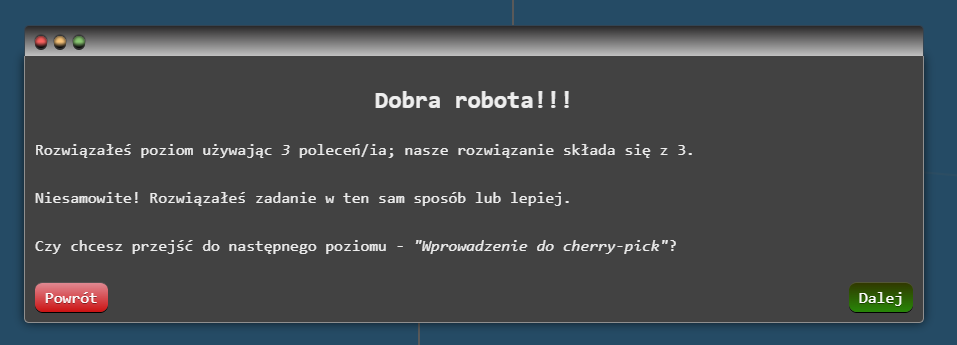 Dobra robota!!!
Rozwiązałeś poziom używając 3 poleceń/ia; nasze rozwiązanie składa się z 3.
Niesamowite! Rozwiązałeś zadanie w ten sam sposób lub lepiej.
Czy chcesz przejść do następnego poziomu - "Wprowadzenie do cherry-pick"?
Powrót
Dalej